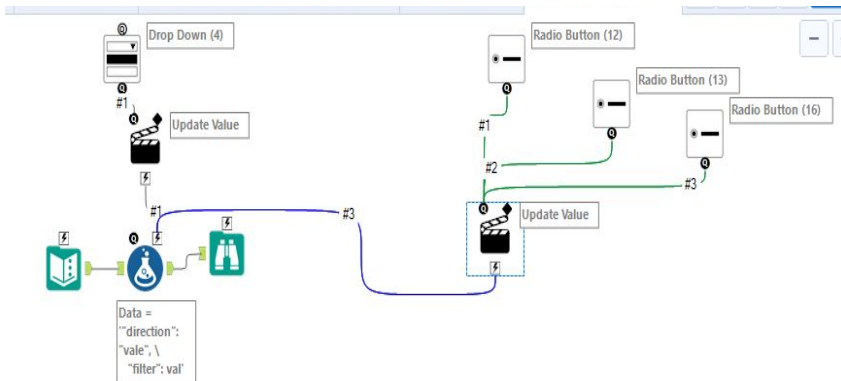 Drop Down (4)
#1
Update Value
#1
Radio Button (12)
Radio Button (13)
Radio Button (16)
#1
#2
#3
Update Value
#3
Data =
'"direction":
"vale", \
"filter": val'